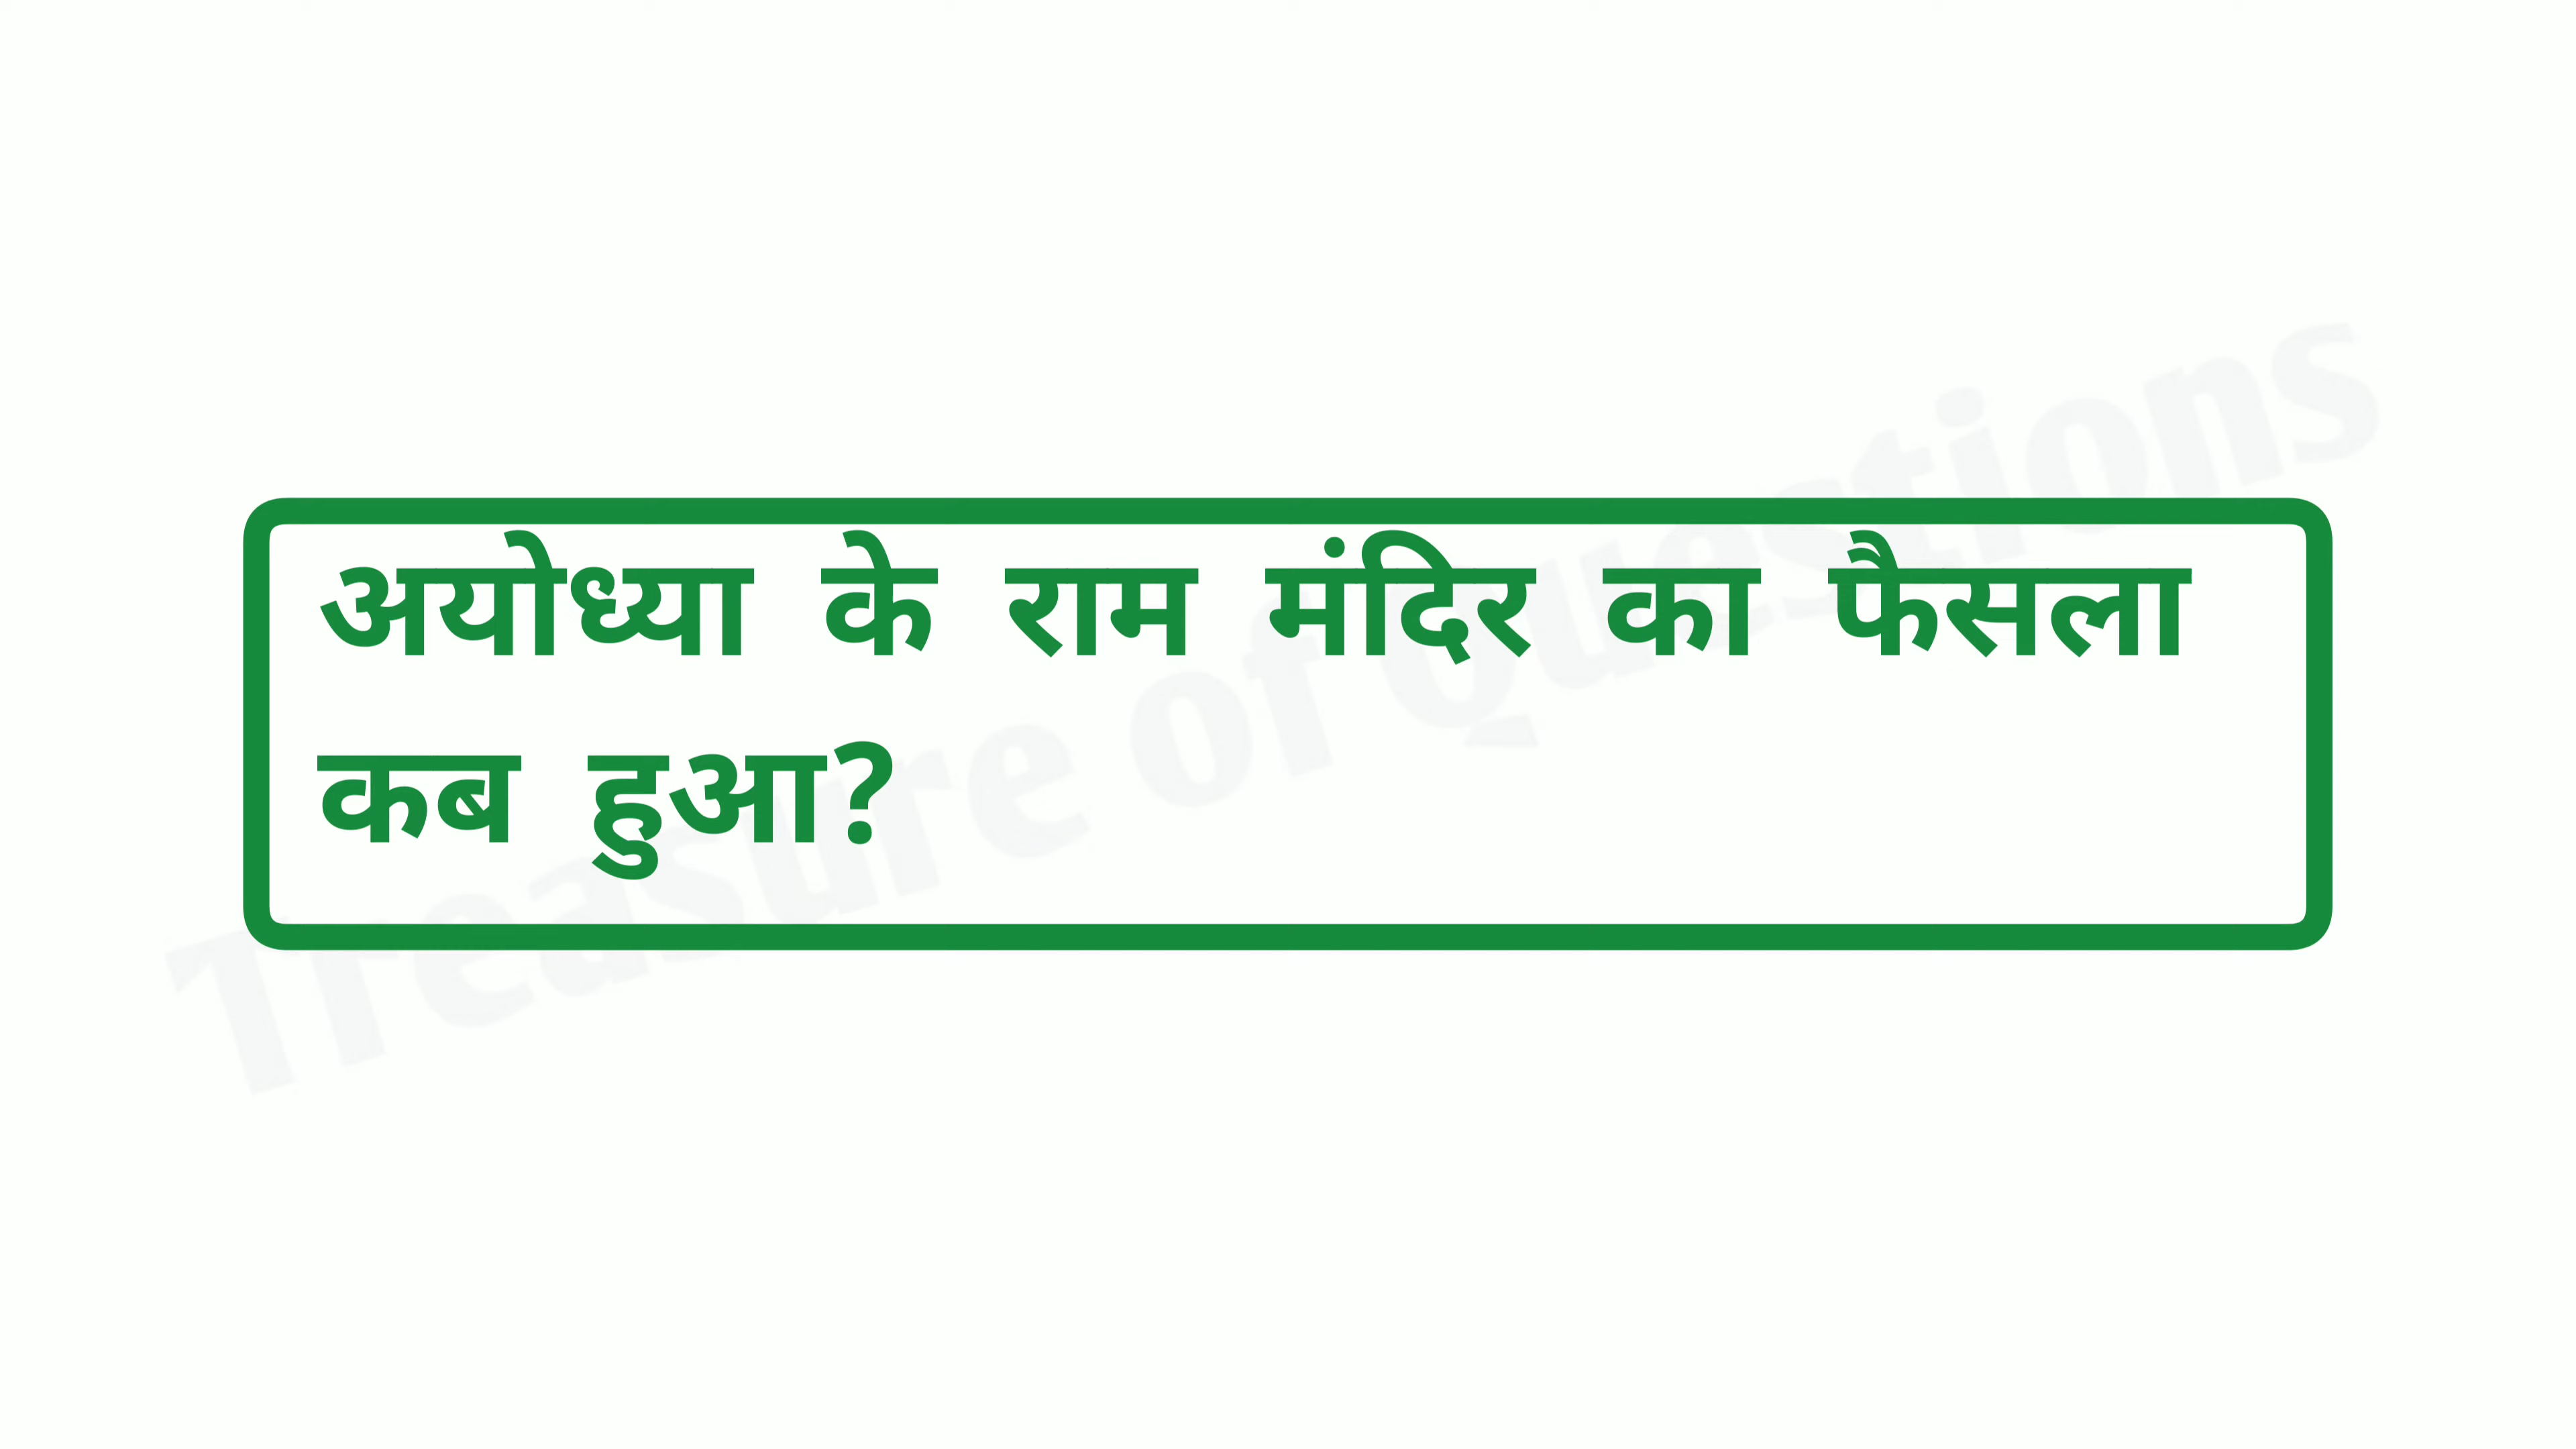 अयोध्या के राम मंदिर का फैसला
कब हुआ?
Treasure of Questions